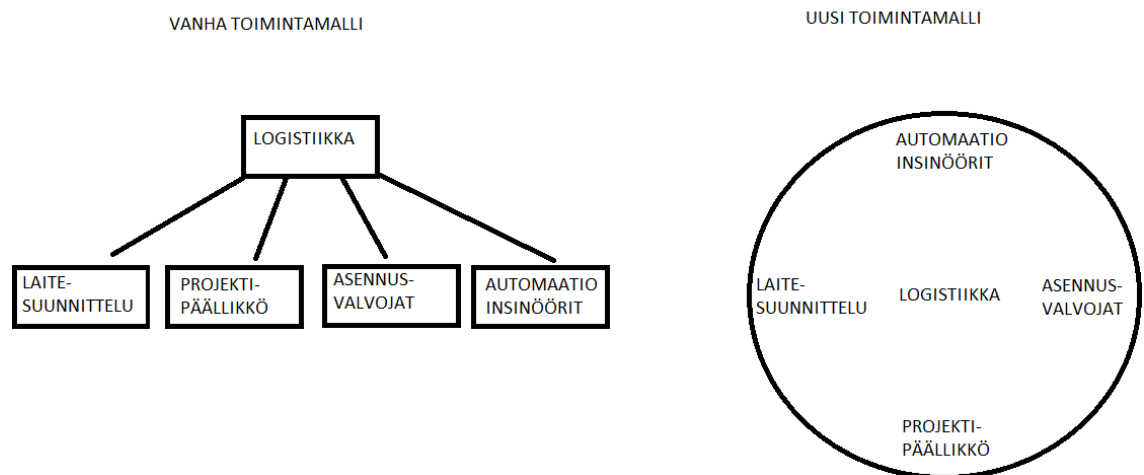 VANHA TOIMINTAMALLI
LOGISTIIKKA
LAITE-
SUUNNITTELU
PROJEKTI-
PÄÄLLIKKÖ
ASENNUS-
VALVOJAT
AUTOMAATIO
INSINÖÖRIT
UUSI TOIMINTAMALLI
AUTOMAATIO
INSINÖÖRIT
LAITE-
SUUNNITTELU
LOGISTIIKKA
ASENNUS-
VALVOJAT
PROJEKTI-
PÄÄLLIKKÖ